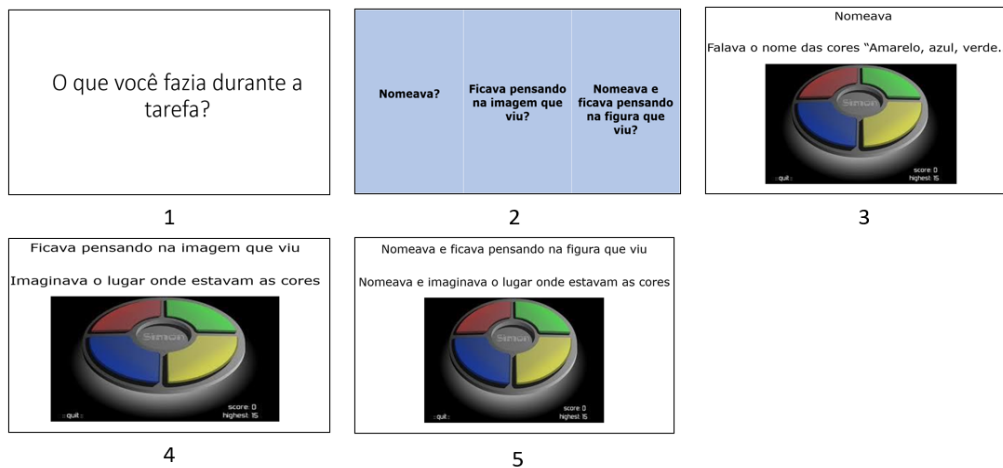 O que você fazia durante a
tarefa?
1
Nomeava?
Ficava pensando
na imagem que
viu?
Nomeava e
ficava pensando
na figura que
viu?
2
Nomeava
Falava o nome das cores “Amarelo, azul, verde.
Simon
:: quit ::
score: 0
highest: 15
3
Ficava pensando na imagem que viu
Imaginava o lugar onde estavam as cores
Simon
:: quit ::
score: 0
highest: 15
4
Nomeava e ficava pensando na figura que viu
Nomeava e imaginava o lugar onde estavam as cores
Simon
:: quit ::
score: 0
highest: 15
5